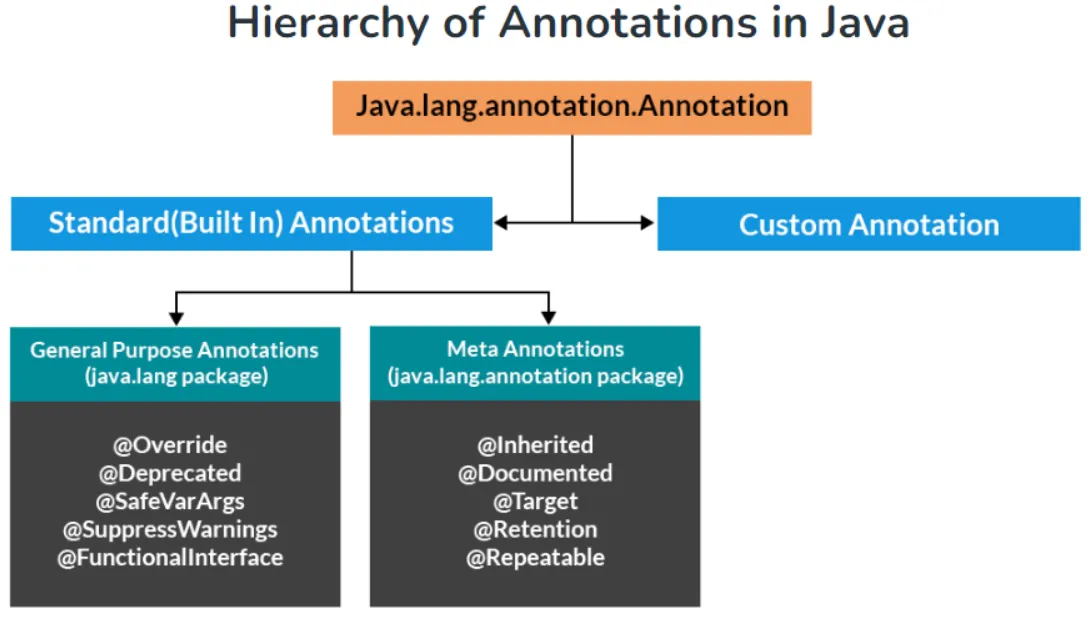 Hierarchy of Annotations in Java
Java.lang.annotation.Annotation
Standard(Built In) Annotations
Custom Annotation
General Purpose Annotations
(java.lang package)
@Override
@Deprecated
@SafeVarArgs
@SuppressWarnings
@FunctionalInterface
Meta Annotations
(java.lang.annotation package)
@Inherited
@Documented
@Target
@Retention
@Repeatable